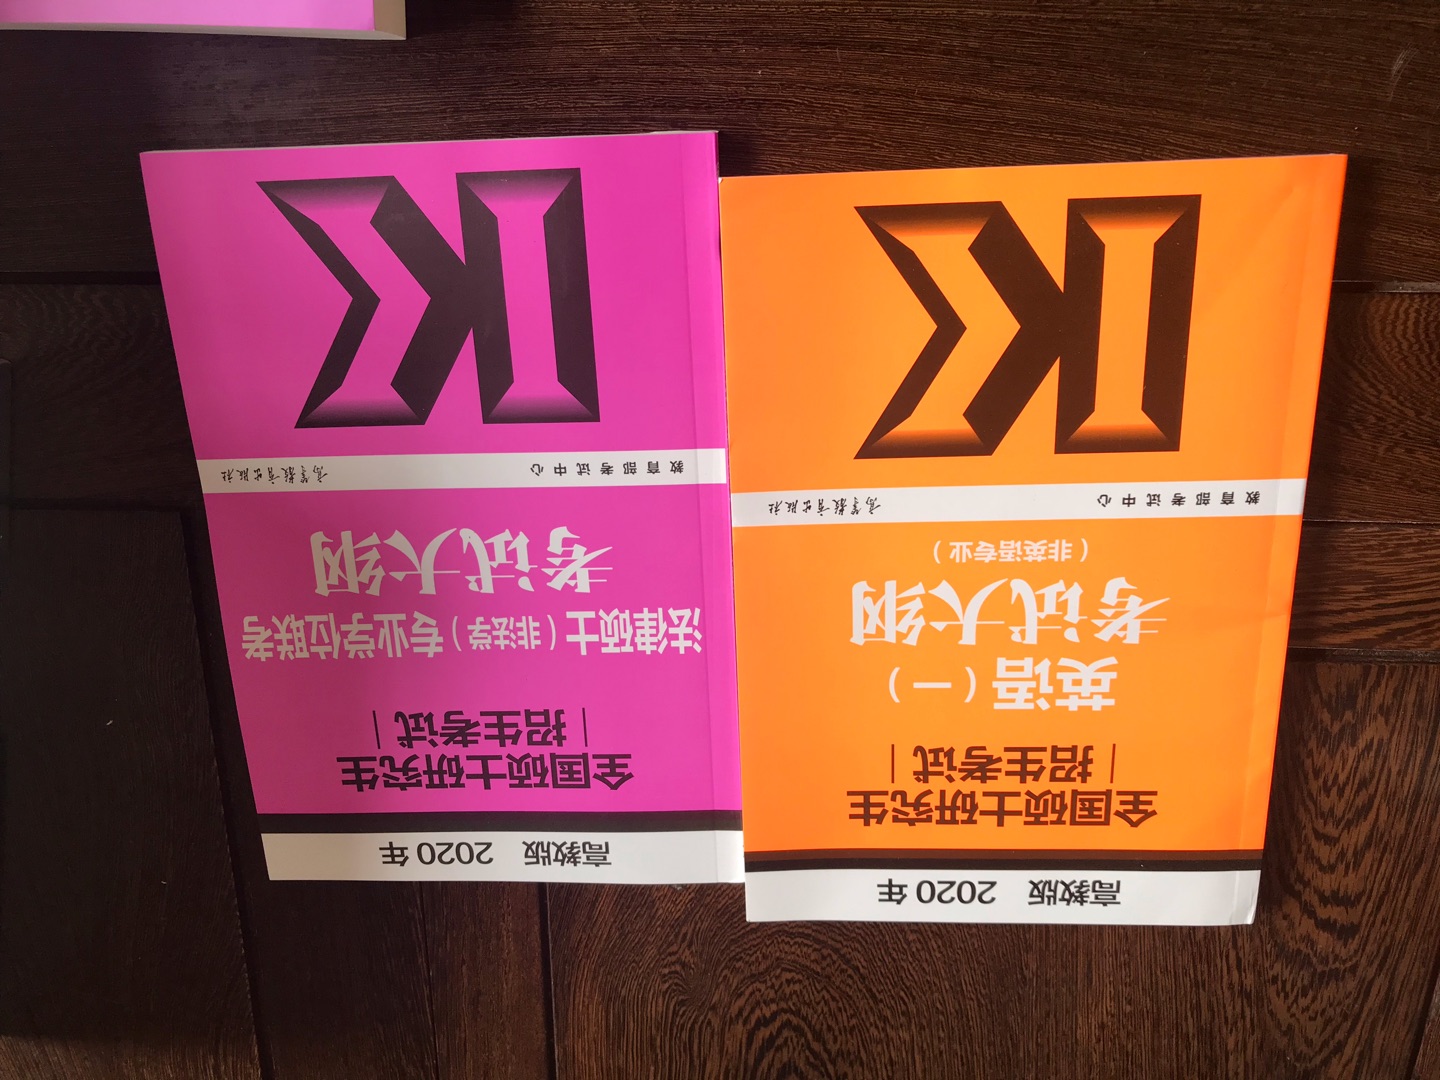 高教版 2020年
全国硕士研究生
招生考试
英语（一）
考试大纲
（非英语专业）
教育部考试中心 高等教育出版社
K
高教版 2020年
全国硕士研究生
招生考试
法律硕士（非法学）专业学位联考
考试大纲
教育部考试中心 高等教育出版社
K